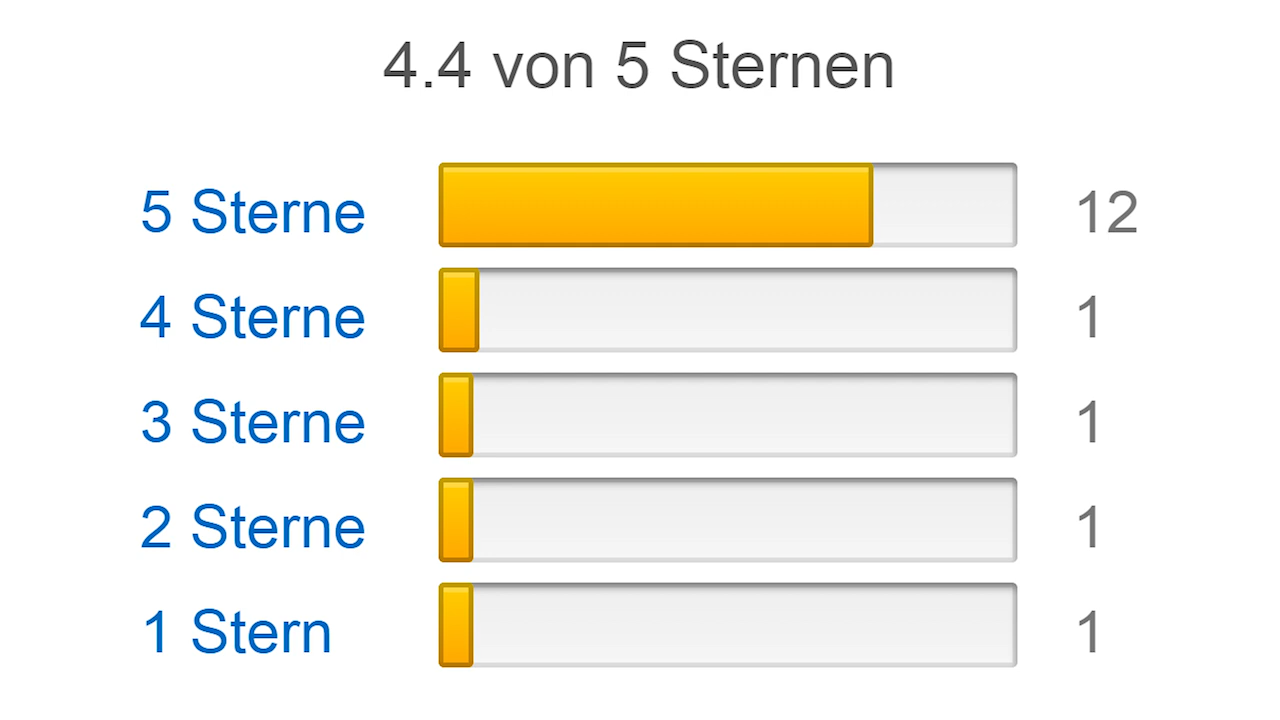 4.4 von 5 Sternen
5 Sterne 12
4 Sterne 1
3 Sterne 1
2 Sterne 1
1 Stern 1